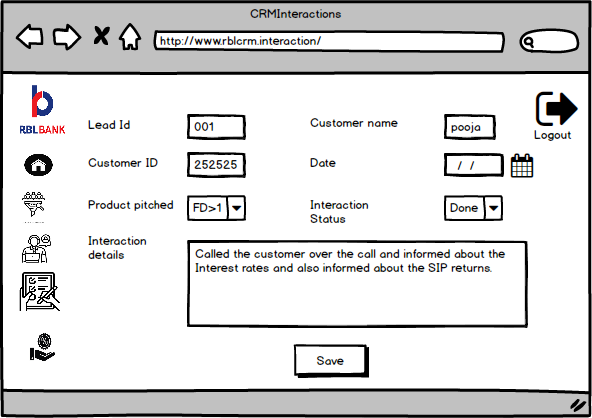 CRMInteractions
http://www.rblcrm.interaction/
RBLBANK
Logout
Lead Id 001 Customer name pooja
Customer ID 252525 Date / /
Product pitched FD>1 Interaction Status Done
Interaction details
Called the customer over the call and informed about the
Interest rates and also informed about the SIP returns.
Save